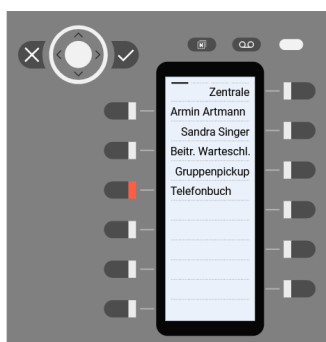 Zentrale
Armin Artmann
Sandra Singer
Beitr. Warteschl.
Gruppenpickup
Telefonbuch